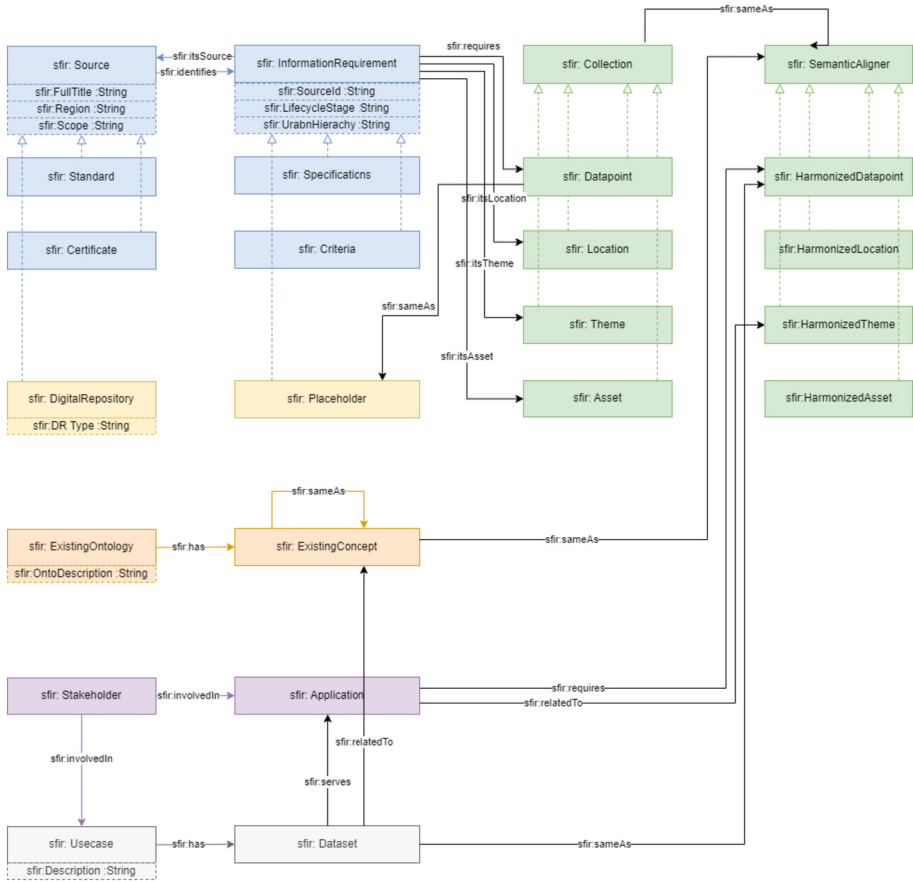 sfir:sameAs
sfir: Source
sfir:itsSource
sfir:identifies
sfir: InformationRequirement
sfir:requires
sfir: Collection
sfir: SemanticAligner
sfir:FullTitle :String
sfir:Region :String
sfir:Scope :String
sfir:SourceId :String
sfir:LifecycleStage :String
sfir:UrabnHierachy :String
sfir: Standard
sfir: Specifications
sfir: Datapoint
sfir: HarmonizedDatapoint
sfir:itsLocation
sfir: Certificate
sfir: Criteria
sfir: Location
sfir:HarmonizedLocation
sfir:itsTheme
sfir:sameAs
sfir: Theme
sfir:HarmonizedTheme
sfir:itsAsset
sfir: DigitalRepository
sfir:DR Type :String
sfir: Placeholder
sfir: Asset
sfir:HarmonizedAsset
sfir:sameAs
sfir: ExistingOntology
sfir:OntoDescription :String
sfir:has
sfir: ExistingConcept
sfir:sameAs
sfir: Stakeholder
sfir:involvedIn
sfir: Application
sfir:requires
sfir:relatedTo
sfir:relatedTo
sfir:involvedIn
sfir:serves
sfir: Usecase
sfir:Description :String
sfir:has
sfir: Dataset
sfir:sameAs